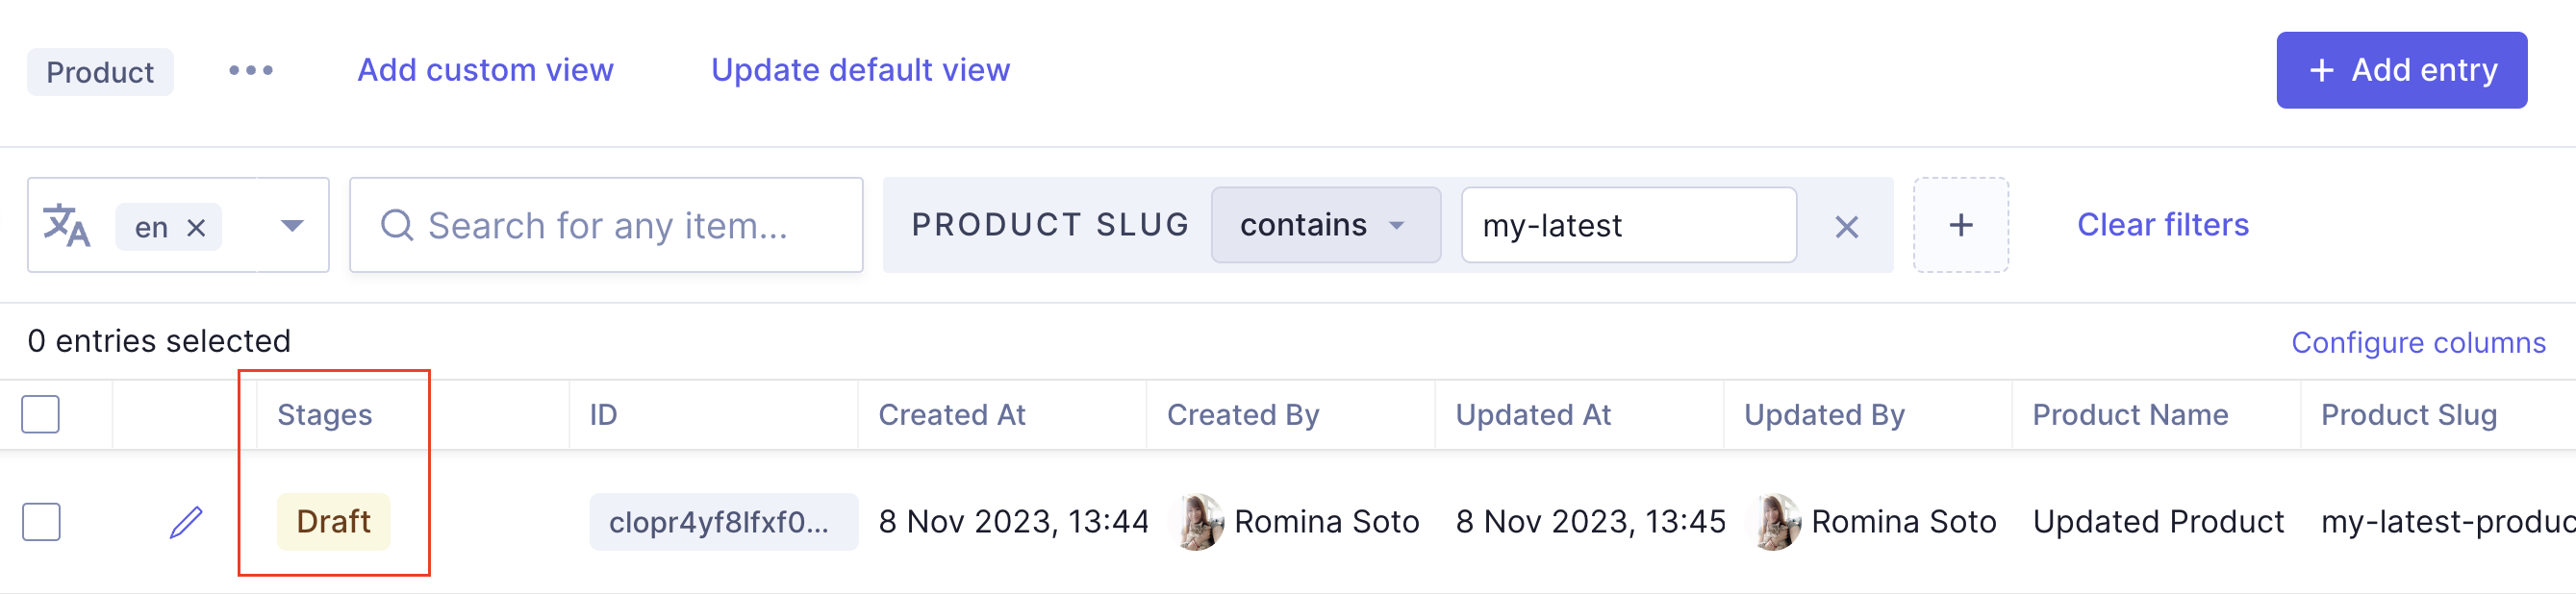 Product ••• Add custom view Update default view + Add entry
en Search for any item... PRODUCT SLUG contains my-latest + Clear filters
0 entries selected Configure columns
Stages ID Created At Created By Updated At Updated By Product Name Product Slug
Draft clopr4yf8lfxf0... 8 Nov 2023, 13:44 Romina Soto 8 Nov 2023, 13:45 Romina Soto Updated Product my-latest-produc